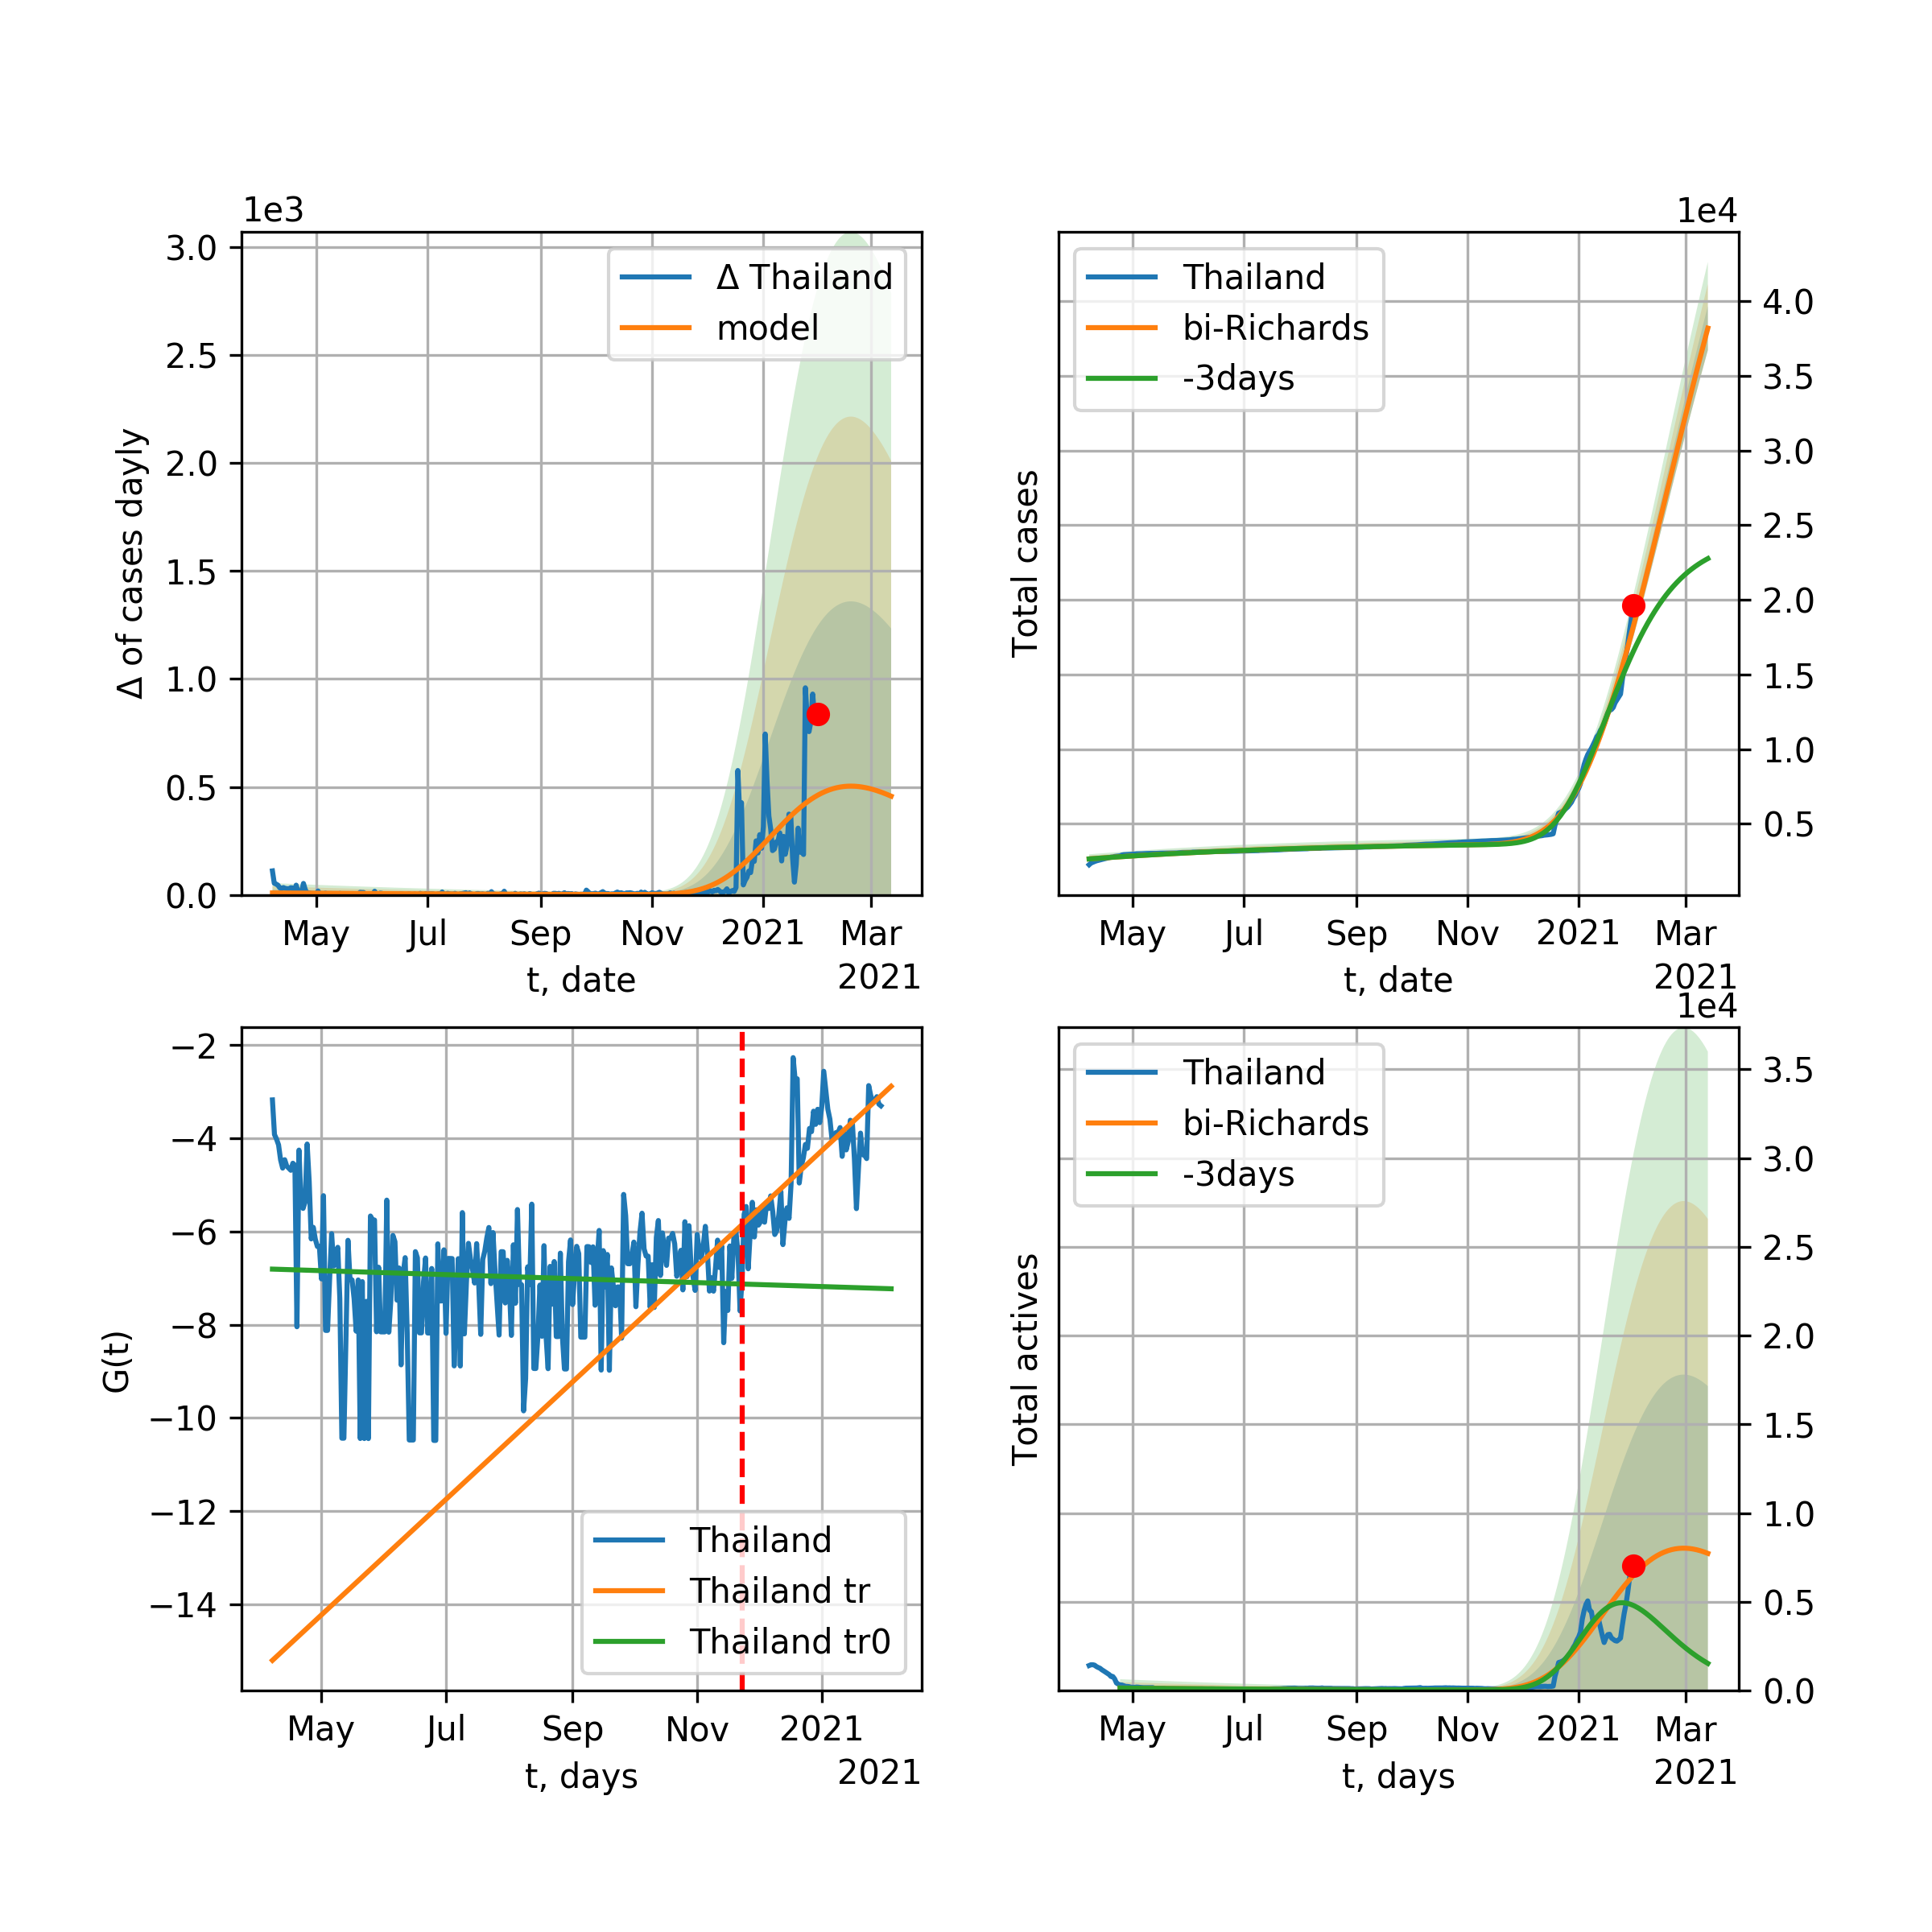 1e3
3.0
2.5
2.0
1.5
1.0
0.5
0.0
Δ of cases dayly
Δ Thailand
model
May Jul Sep Nov 2021 Mar
t, date
2021
1e4
4.0
3.5
3.0
2.5
2.0
1.5
1.0
0.5
Total cases
Thailand
bi-Richards
-3days
May Jul Sep Nov 2021 Mar
t, date
2021
−2
−4
−6
−8
−10
−12
−14
G(t)
Thailand
Thailand tr
Thailand tr0
May Jul Sep Nov 2021
t, days
2021
1e4
3.5
3.0
2.5
2.0
1.5
1.0
0.5
0.0
Total actives
Thailand
bi-Richards
-3days
May Jul Sep Nov 2021 Mar
t, days
2021